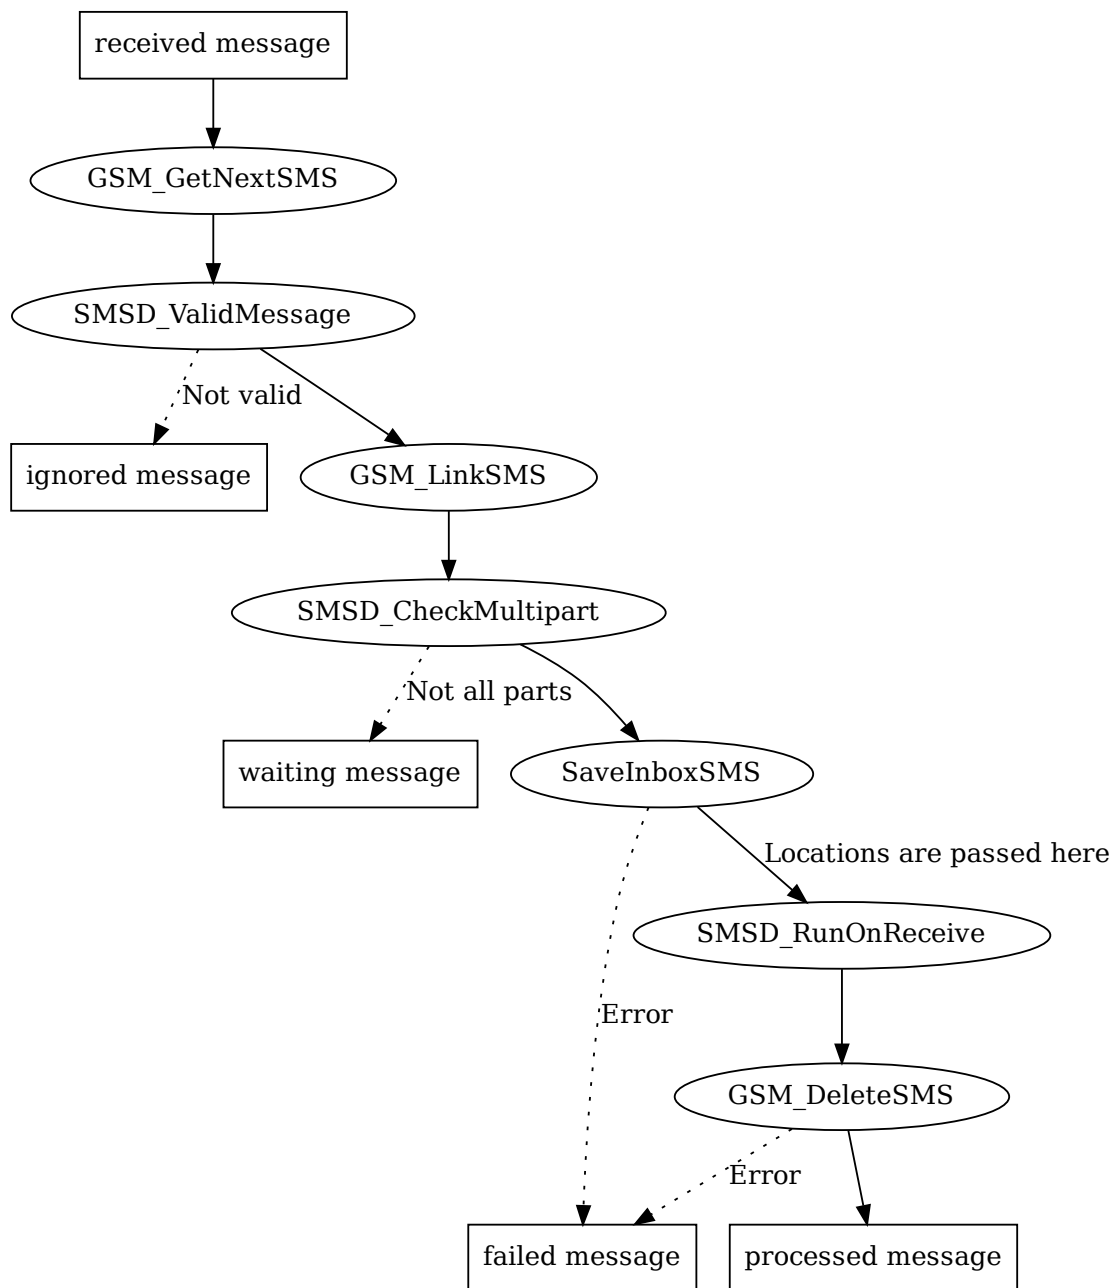 received message
GSM_GetNextSMS
SMSD_ValidMessage
Not valid
ignored message
GSM_LinkSMS
SMSD_CheckMultipart
Not all parts
waiting message
SaveInboxSMS
Locations are passed here
SMSD_RunOnReceive
Error
GSM_DeleteSMS
Error
failed message
processed message